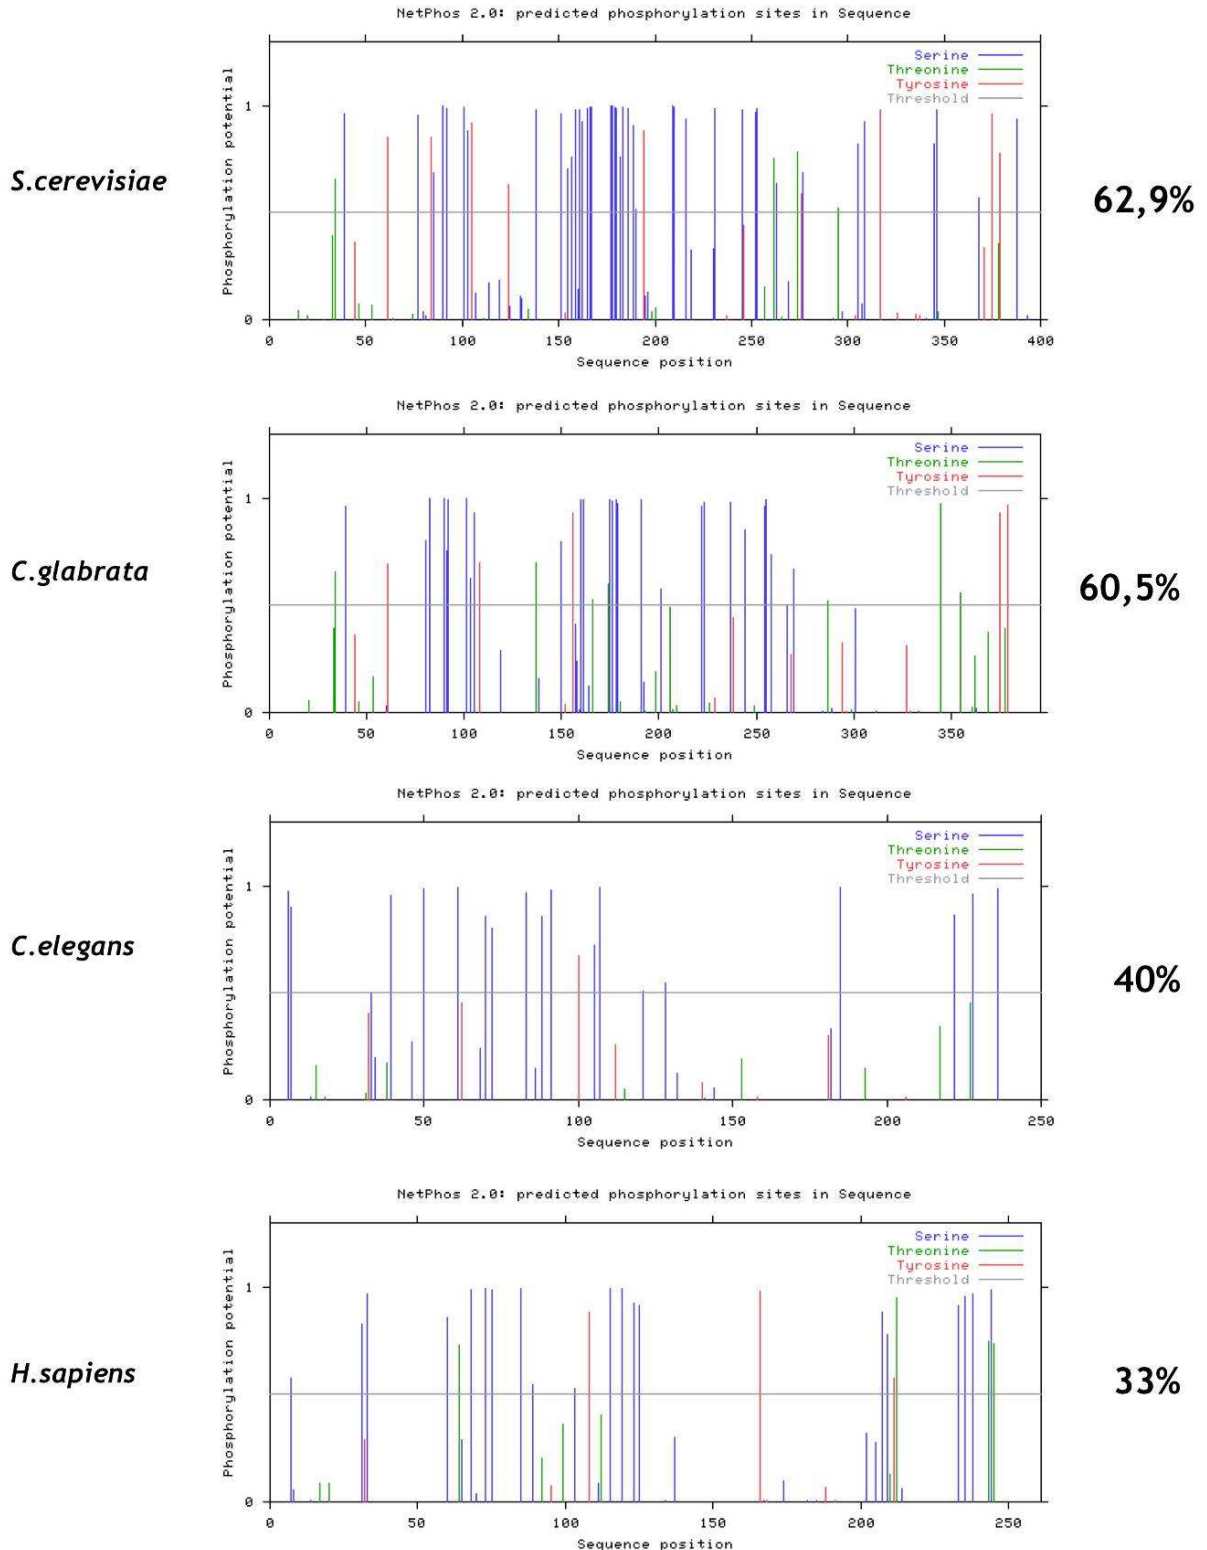 NetPhos 2.0: predicted phosphorylation sites in Sequence
Serine
Threonine
Tyrosine
Threshold
Phosphorylation potential
1
0
0 50 100 150 200 250 300 350 400
Sequence position
S.cerevisiae
62,9%
NetPhos 2.0: predicted phosphorylation sites in Sequence
Serine
Threonine
Tyrosine
Threshold
Phosphorylation potential
1
0
0 50 100 150 200 250 300 350
Sequence position
C.glabrata
60,5%
NetPhos 2.0: predicted phosphorylation sites in Sequence
Serine
Threonine
Tyrosine
Threshold
Phosphorylation potential
1
0
0 50 100 150 200 250
Sequence position
C.elegans
40%
NetPhos 2.0: predicted phosphorylation sites in Sequence
Serine
Threonine
Tyrosine
Threshold
Phosphorylation potential
1
0
0 50 100 150 200 250
Sequence position
H.sapiens
33%